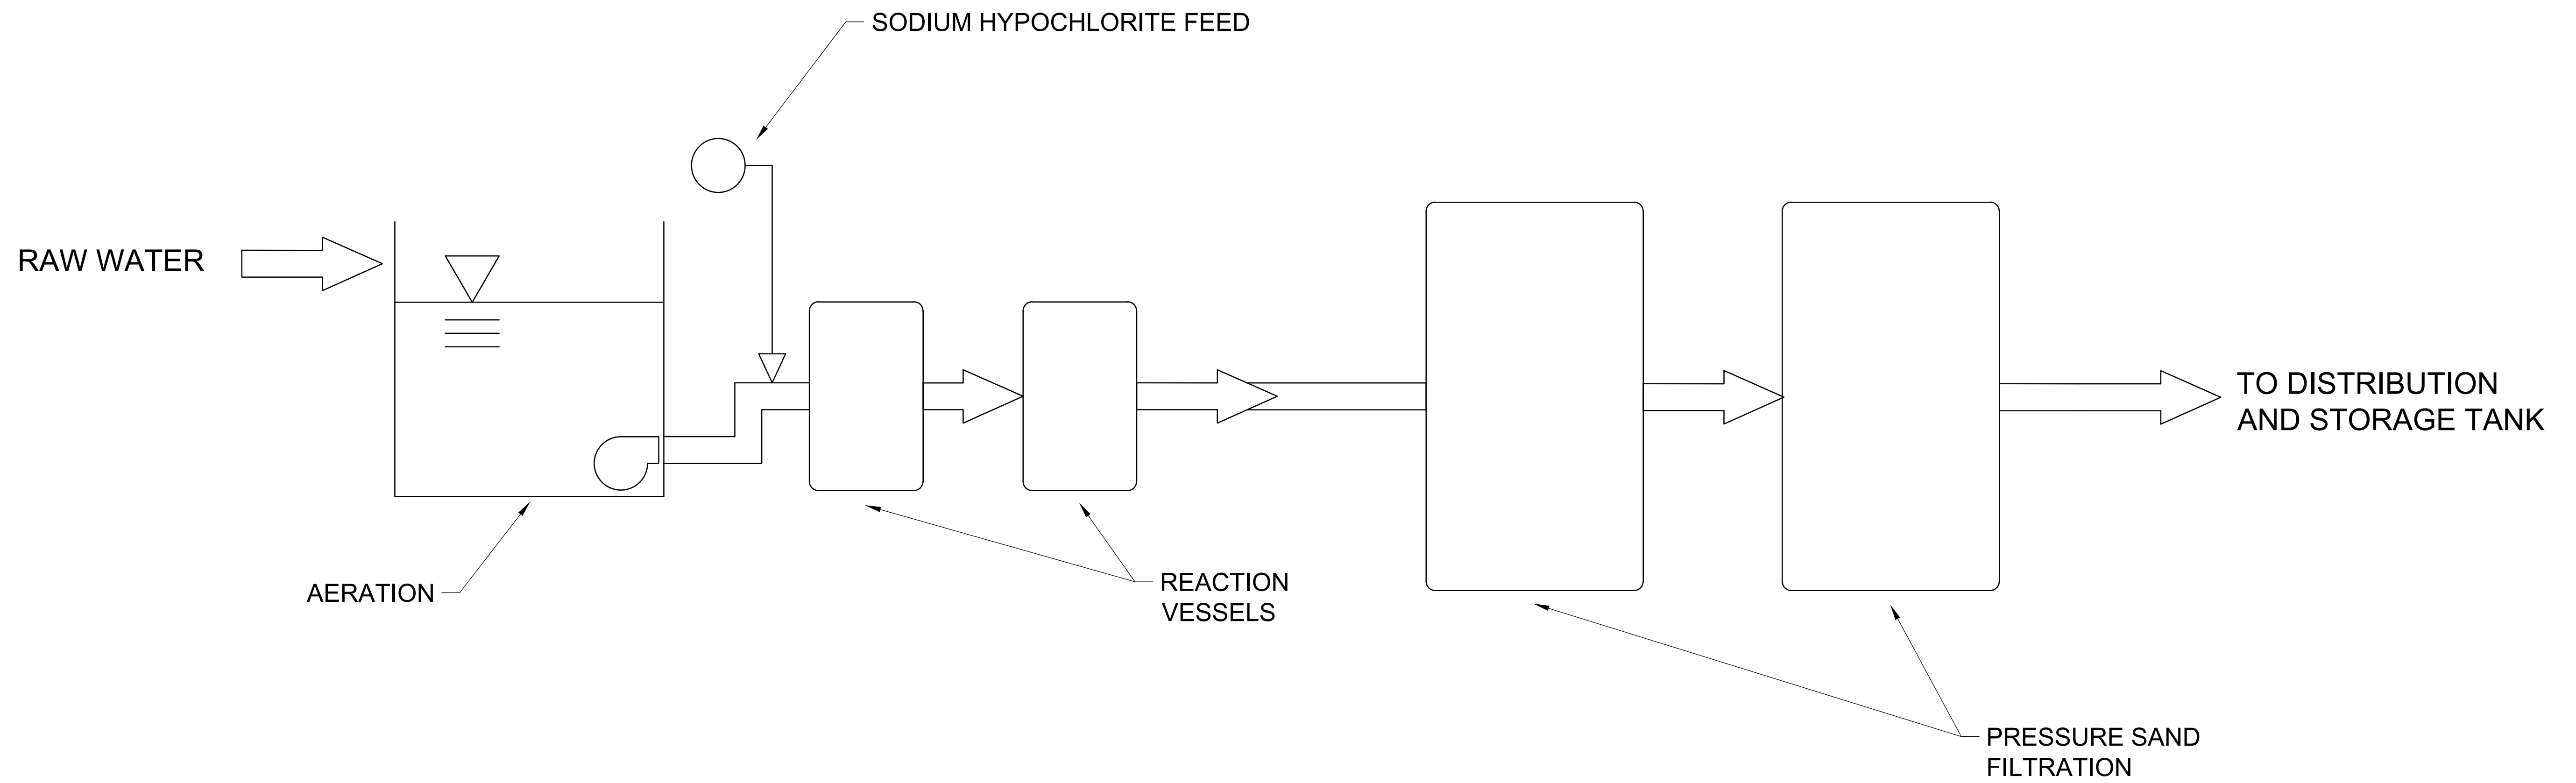 SODIUM HYPOCHLORITE FEED
RAW WATER
TO DISTRIBUTION
AND STORAGE TANK
AERATION
REACTION
VESSELS
PRESSURE SAND
FILTRATION